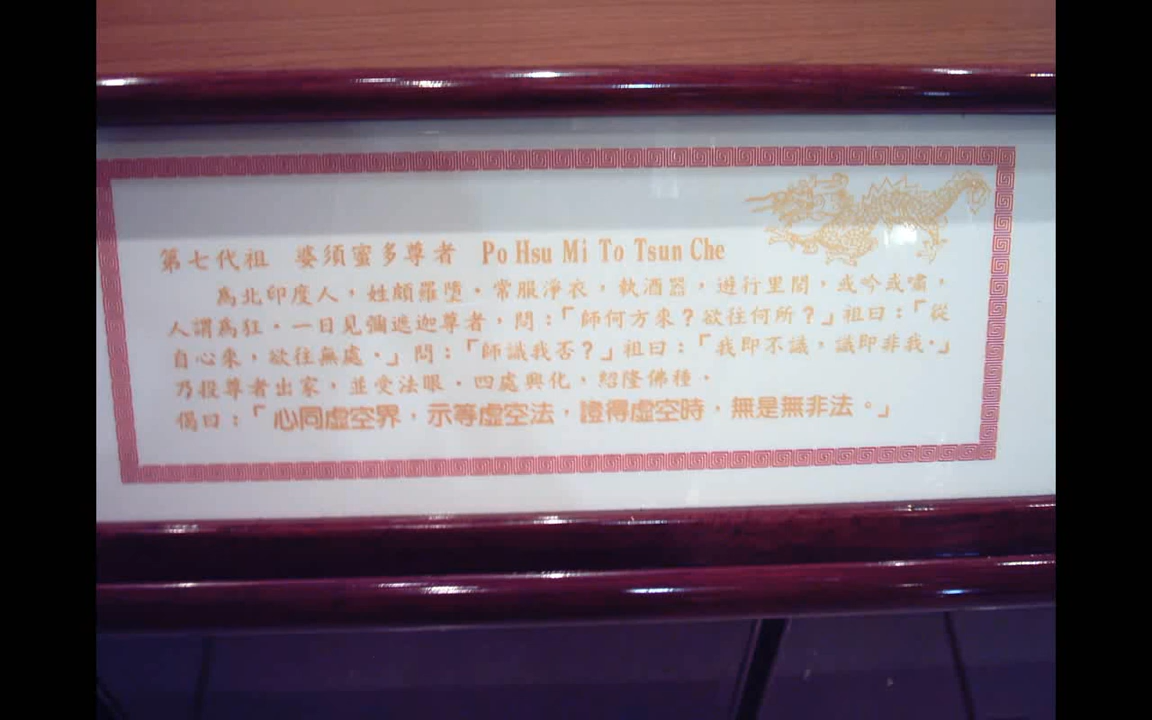 第七代祖 婆須蜜多尊者 Po Hsu Mi To Tsun Che
為北印度人，姓頗羅墮。常服淨衣，執酒器，遊行里閈，或吟或嘯，
人謂為狂。一日見彌遮迦尊者，問：「師何方來？欲往何所？」祖曰：「從
自心來，欲往無處。」問：「師識我否？」祖曰：「我即不識，識即非我。」
乃投尊者出家，並受法眼。四處興化，紹隆佛種。
偈曰：「心同虛空界，示等虛空法，證得虛空時，無是無非法。」